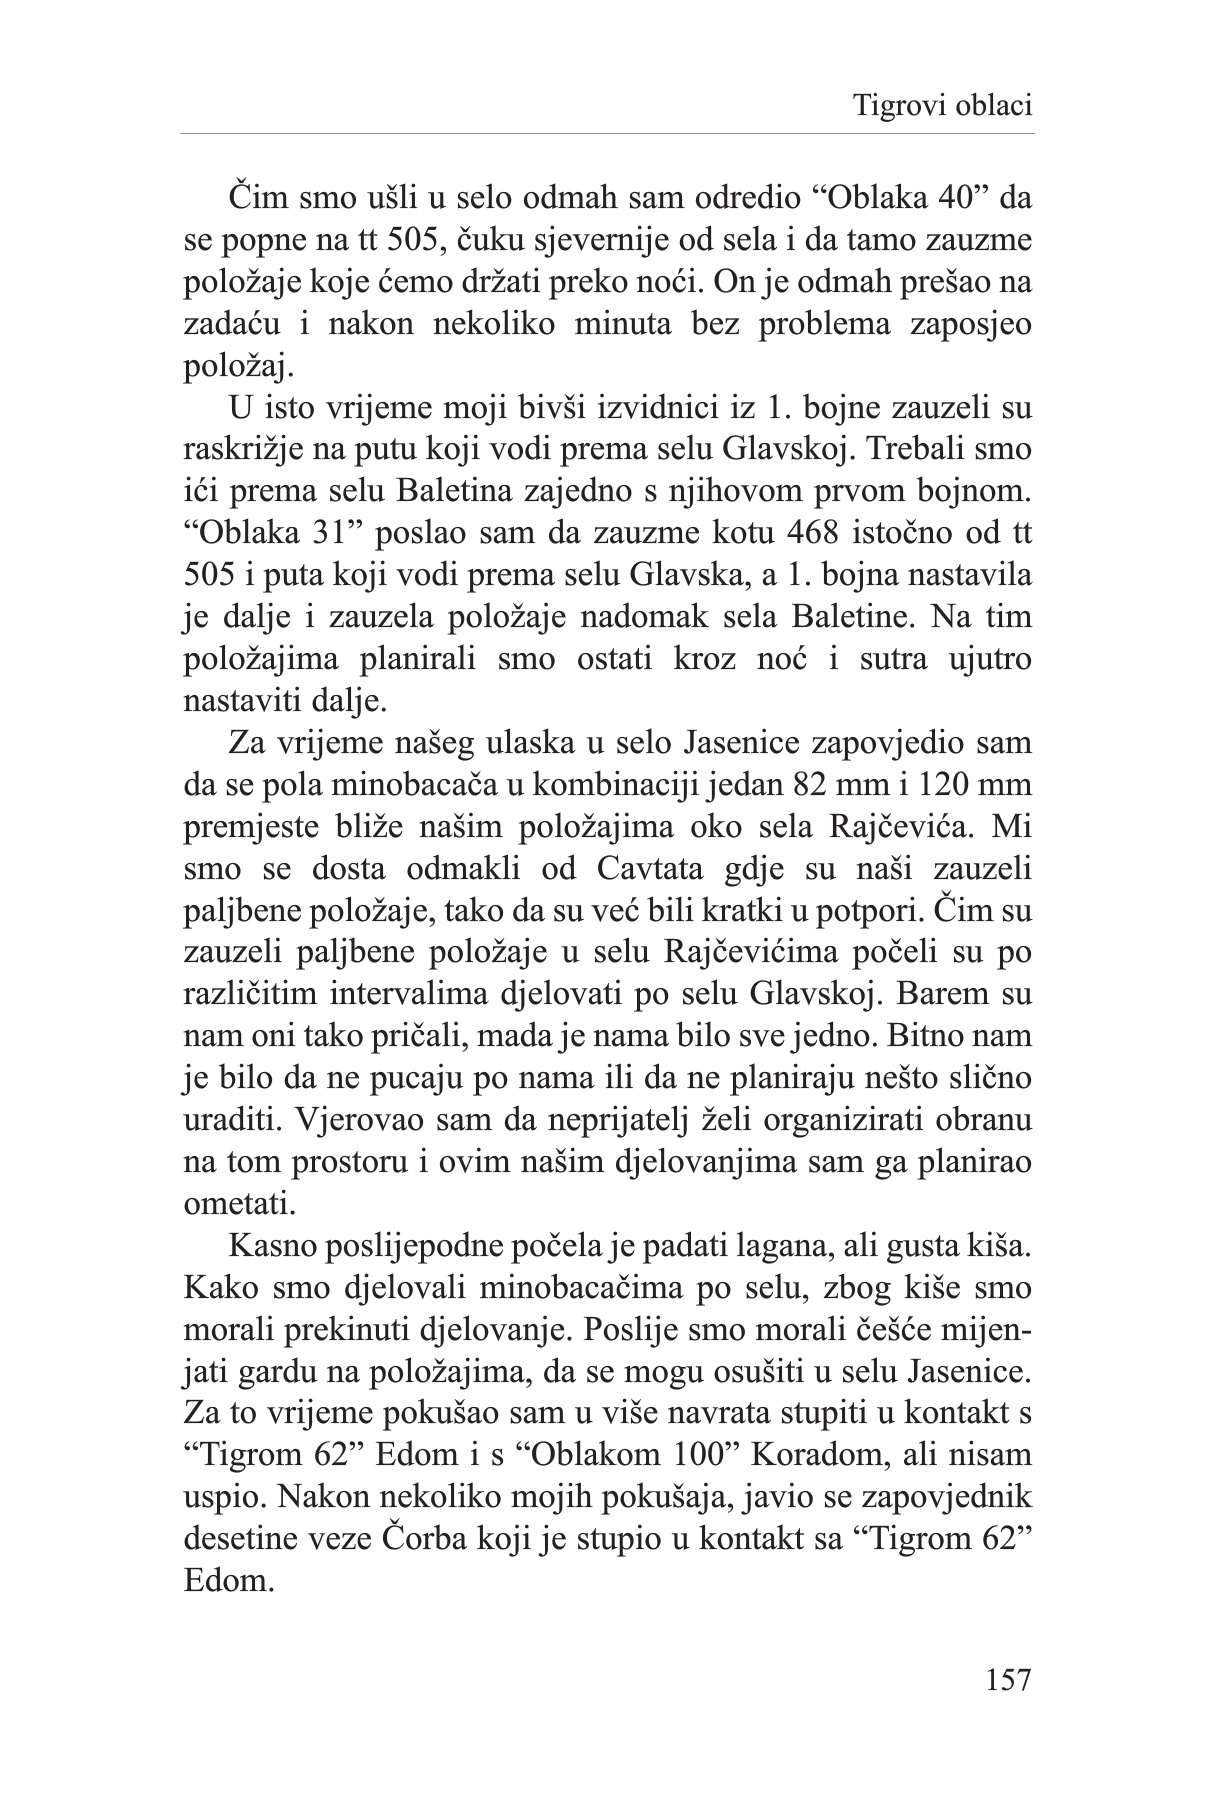 Tigrovi oblaci
Čim smo ušli u selo odmah sam odredio “Oblaka 40” da
se popne na tt 505, čuku sjevernije od sela i da tamo zauzme
položaje koje ćemo držati preko noći. On je odmah prešao na
zadaću i nakon nekoliko minuta bez problema zaposjeo
položaj.
U isto vrijeme moji bivši izvidnici iz 1. bojne zauzeli su
raskrižje na putu koji vodi prema selu Glavskoj. Trebali smo
ići prema selu Baletina zajedno s njihovom prvom bojnom.
“Oblaka 31” poslao sam da zauzme kotu 468 istočno od tt
505 i puta koji vodi prema selu Glavska, a 1. bojna nastavila
je dalje i zauzela položaje nadomak sela Baletine. Na tim
položajima planirali smo ostati kroz noć i sutra ujutro
nastaviti dalje.
Za vrijeme našeg ulaska u selo Jasenice zapovjedio sam
da se pola minobacača u kombinaciji jedan 82 mm i 120 mm
premjeste bliže našim položajima oko sela Rajčevića. Mi
smo se dosta odmakli od Cavtata gdje su naši zauzeli
paljbene položaje, tako da su već bili kratki u potpori. Čim su
zauzeli paljbene položaje u selu Rajčevićima počeli su po
različitim intervalima djelovati po selu Glavskoj. Barem su
nam oni tako pričali, mada je nama bilo sve jedno. Bitno nam
je bilo da ne pucaju po nama ili da ne planiraju nešto slično
uraditi. Vjerovao sam da neprijatelj želi organizirati obranu
na tom prostoru i ovim našim djelovanjima sam ga planirao
ometati.
Kasno poslijepodne počela je padati lagana, ali gusta kiša.
Kako smo djelovali minobacačima po selu, zbog kiše smo
morali prekinuti djelovanje. Poslije smo morali češće mijen-
jati gardu na položajima, da se mogu osušiti u selu Jasenice.
Za to vrijeme pokušao sam u više navrata stupiti u kontakt s
“Tigrom 62” Edom i s “Oblakom 100” Koradom, ali nisam
uspio. Nakon nekoliko mojih pokušaja, javio se zapovjednik
desetine veze Čorba koji je stupio u kontakt sa “Tigrom 62”
Edom.
157